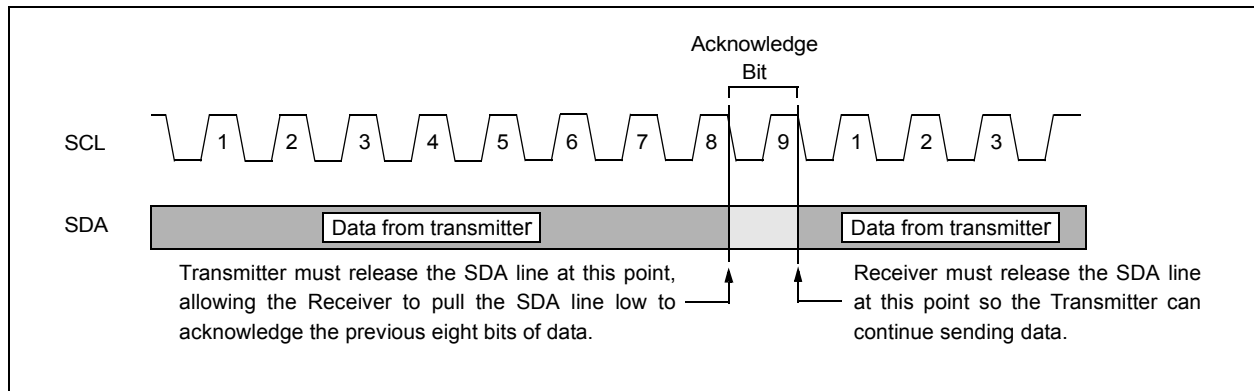 Acknowledge
Bit
SCL
1 2 3 4 5 6 7 8 9 1 2 3
SDA
Data from transmitter
Data from transmitter
Transmitter must release the SDA line at this point,
allowing the Receiver to pull the SDA line low to
acknowledge the previous eight bits of data.
Receiver must release the SDA line
at this point so the Transmitter can
continue sending data.